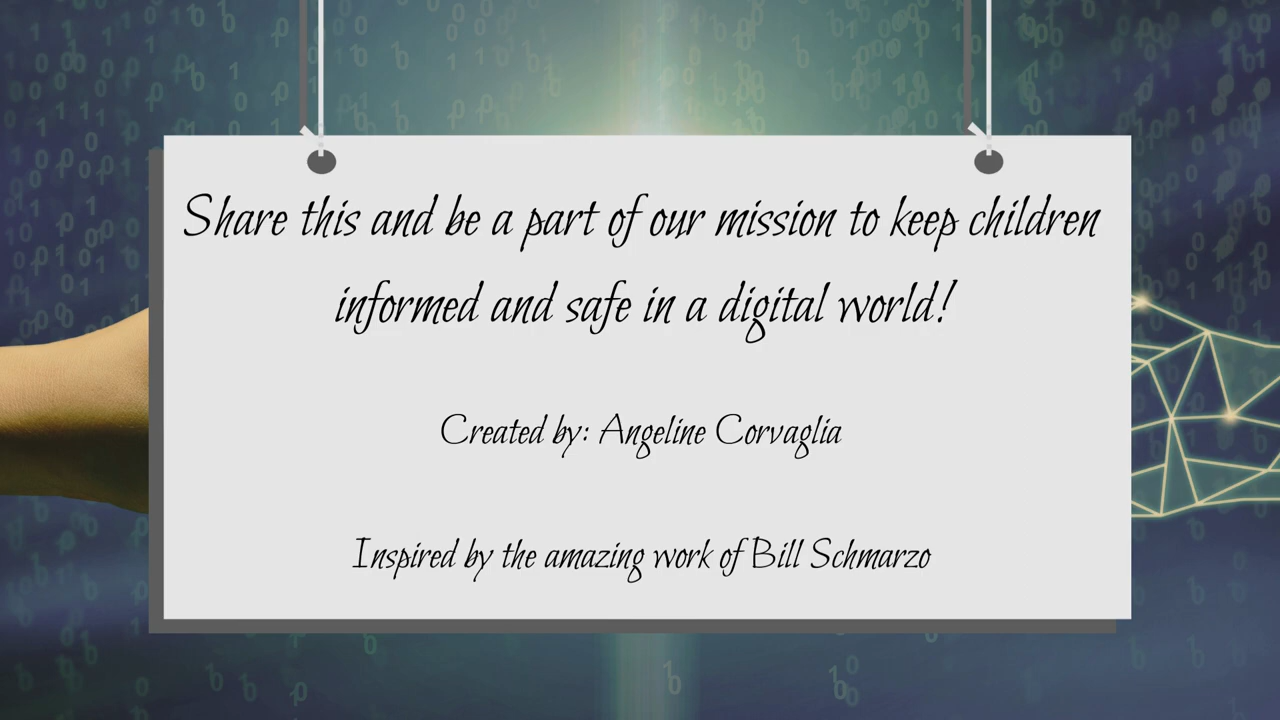 Share this and be a part of our mission to keep children
informed and safe in a digital world!
Created by: Angeline Corvaglia
Inspired by the amazing work of Bill Schmarzo